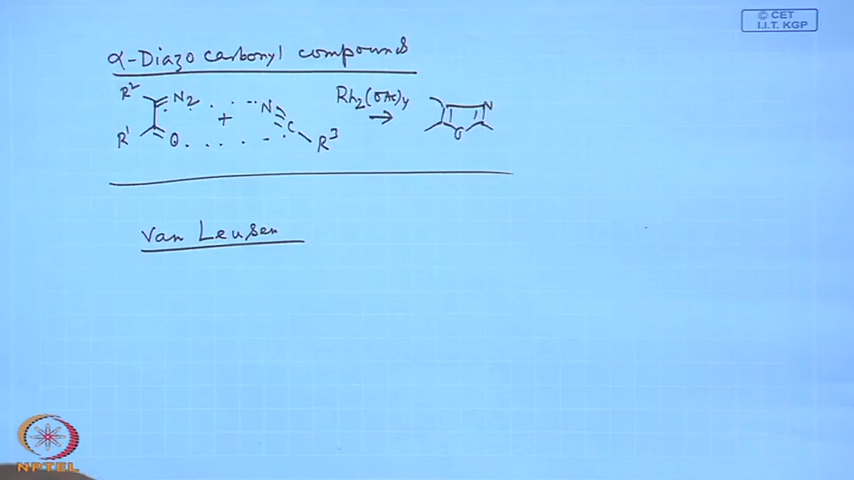 © CET
I.I.T. KGP
α-Diazo carbonyl compounds
R² N₂ N Rh₂(OAc)₄ N
+ C
R¹ O R³ O
Van Leusen
NPTEL